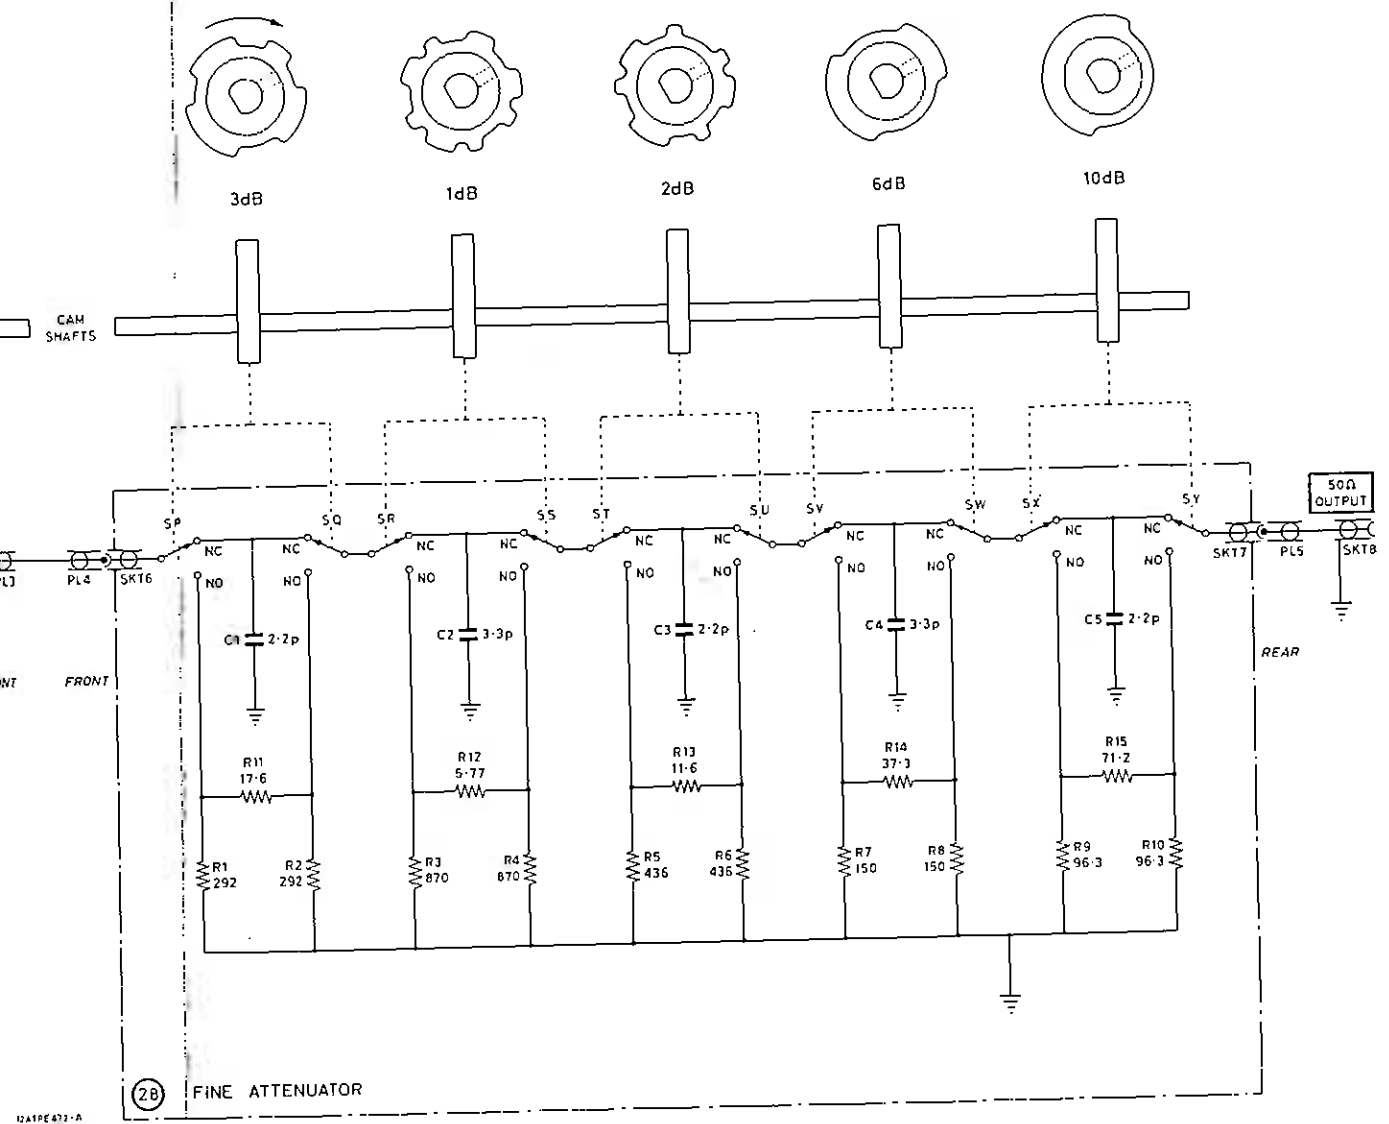 3dB
1dB
2dB
6dB
10dB
CAM
SHAFTS
50Ω
OUTPUT
SP
SQ
SR
SS
ST
SU
SV
SW
SX
SY
NC
NC
NC
NC
NC
NC
NC
NC
NC
NC
NO
NO
NO
NO
NO
NO
NO
NO
PL4
SKT6
SKT7
PL5
SKT8
2·2p
C2
3·3p
C3
2·2p
C4
3·3p
C5
2·2p
FRONT
REAR
R11
17·6
R12
5·77
R13
11·6
R14
37·3
R15
71·2
R1
292
R2
292
R3
870
R4
870
R5
436
R6
436
R7
150
R8
150
R9
96·3
R10
96·3
2B
FINE ATTENUATOR